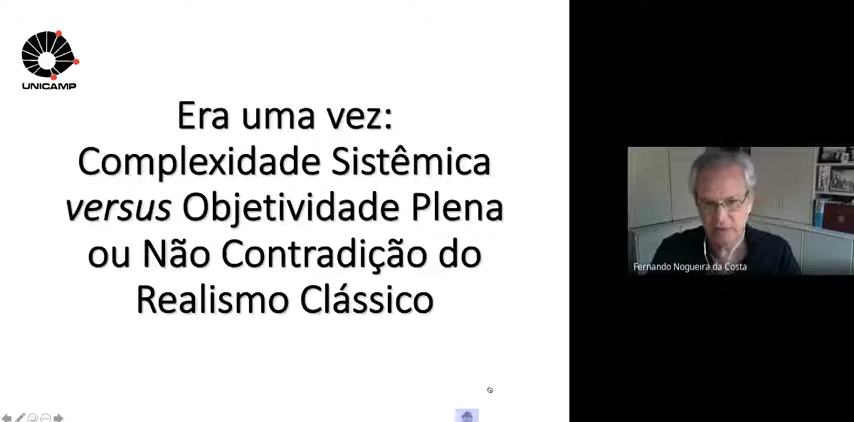 UNICAMP
Era uma vez:
Complexidade Sistêmica
versus Objetividade Plena
ou Não Contradição do
Realismo Clássico
Fernando Nogueira da Costa